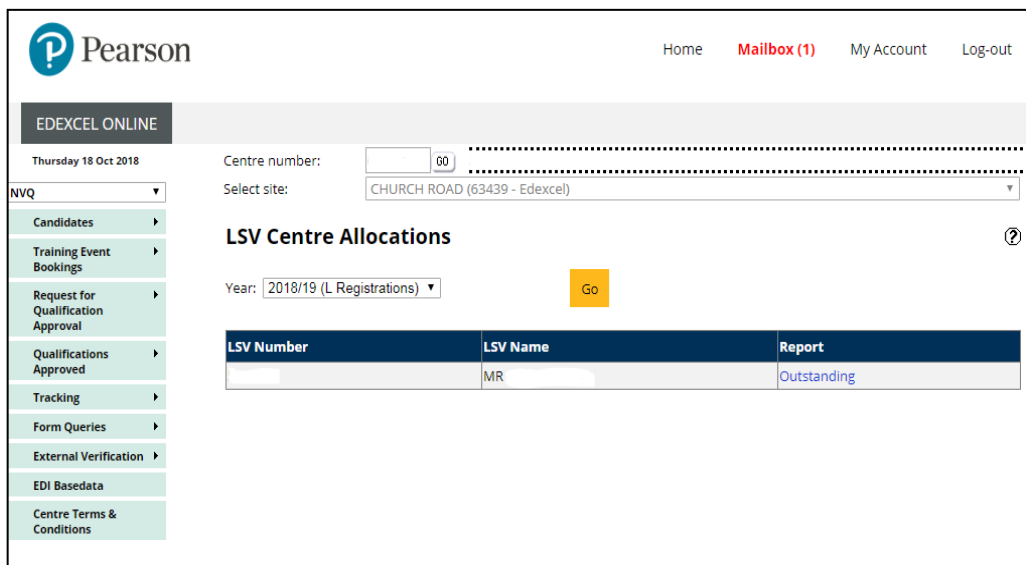 Pearson
Home Mailbox (1) My Account Log-out
EDEXCEL ONLINE
Thursday 18 Oct 2018
Centre number: GO
NVQ
Select site: CHURCH ROAD (63439 - Edexcel)
Candidates
Training Event
Bookings
Request for
Qualification
Approval
Qualifications
Approved
Tracking
Form Queries
External Verification
EDI Basedata
Centre Terms &
Conditions
LSV Centre Allocations
Year: 2018/19 (L Registrations) Go
LSV Number LSV Name Report
MR Outstanding